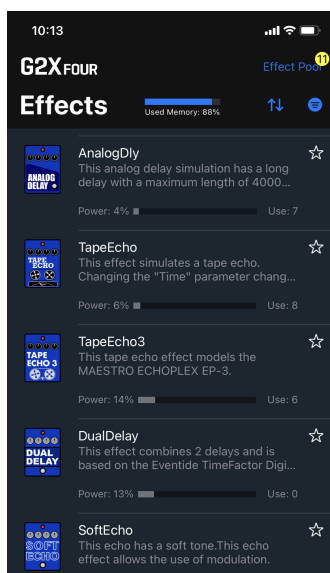 10:13
G2X FOUR
Effect Pool
11
Effects
Used Memory: 88%
ANALOG
DELAY
AnalogDly
This analog delay simulation has a long
delay with a maximum length of 4000...
Power: 4%
Use: 7
TAPE
ECHO
TapeEcho
This effect simulates a tape echo.
Changing the "Time" parameter chang...
Power: 6%
Use: 8
TAPE
ECHO 3
TapeEcho3
This tape echo effect models the
MAESTRO ECHOPLEX EP-3.
Power: 14%
Use: 6
DUAL
DELAY
DualDelay
This effect combines 2 delays and is
based on the Eventide TimeFactor Digi...
Power: 13%
Use: 0
SOFT
ECHO
SoftEcho
This echo has a soft tone.This echo
effect allows the use of modulation.